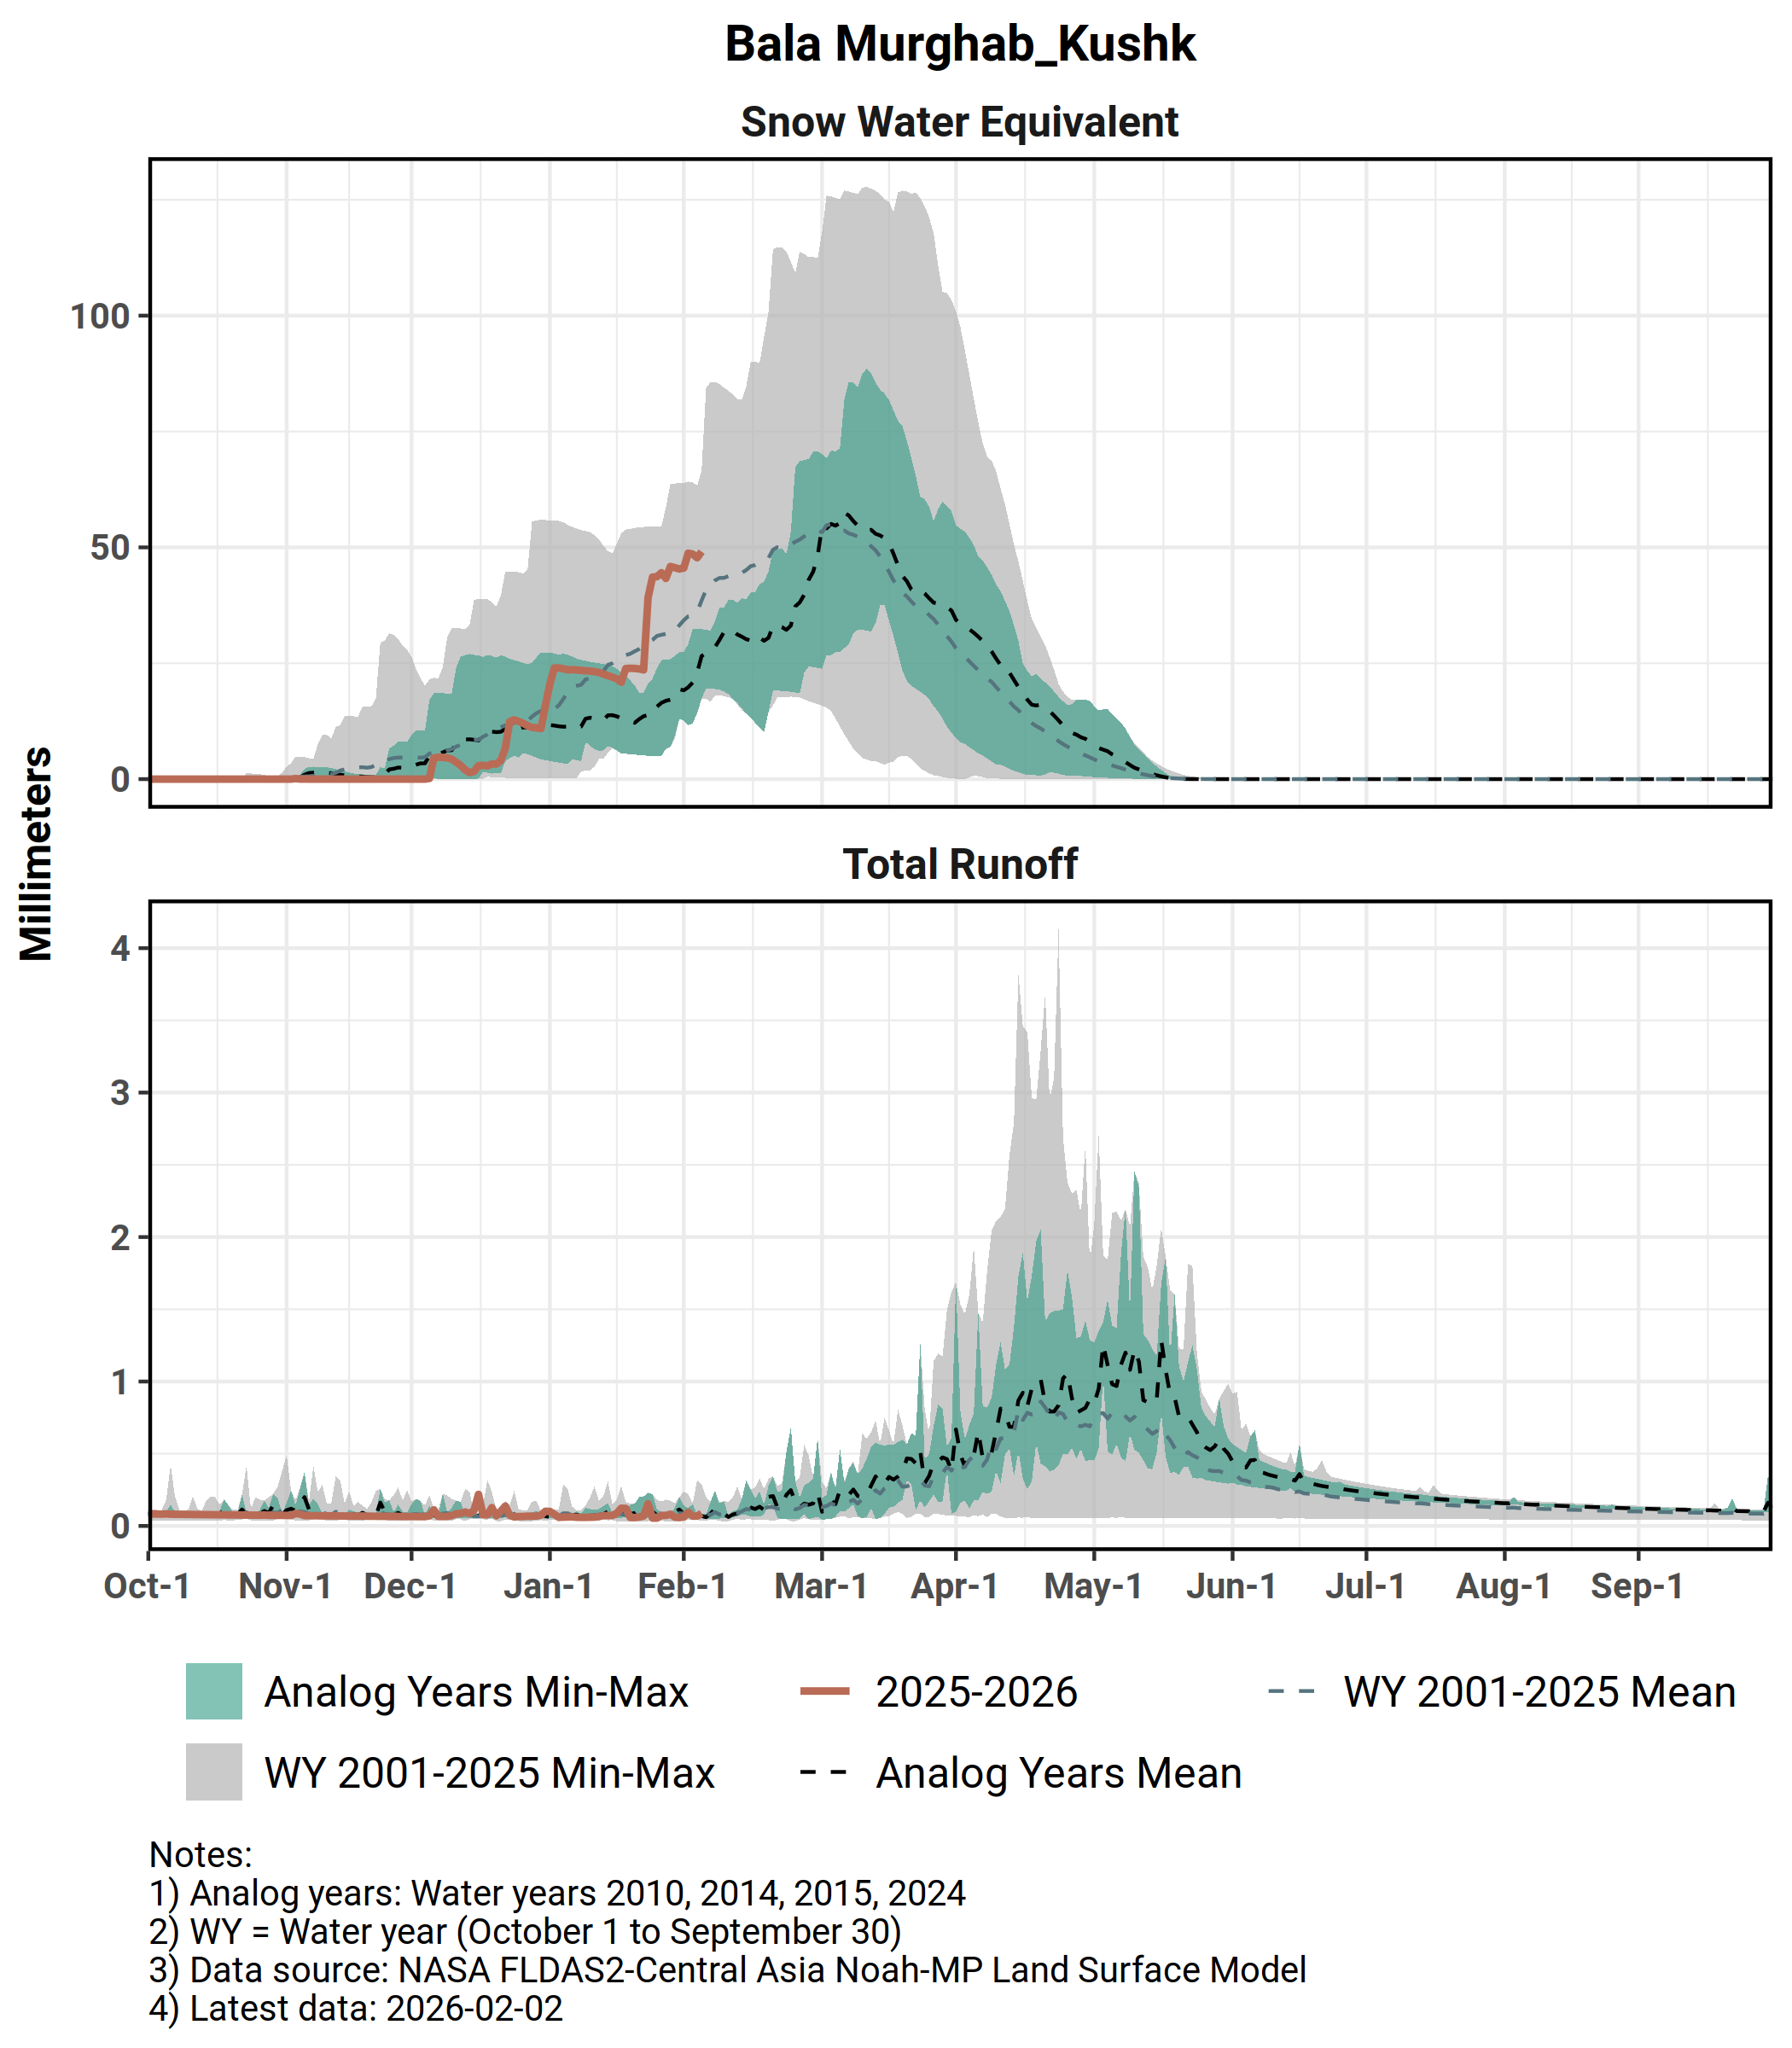 Bala Murghab_Kushk
Snow Water Equivalent
100
50
0
Millimeters
Total Runoff
4
3
2
1
0
Oct-1 Nov-1 Dec-1 Jan-1 Feb-1 Mar-1 Apr-1 May-1 Jun-1 Jul-1 Aug-1 Sep-1
Analog Years Min-Max 2025-2026 WY 2001-2025 Mean
WY 2001-2025 Min-Max Analog Years Mean
Notes:
1) Analog years: Water years 2010, 2014, 2015, 2024
2) WY = Water year (October 1 to September 30)
3) Data source: NASA FLDAS2-Central Asia Noah-MP Land Surface Model
4) Latest data: 2026-02-02